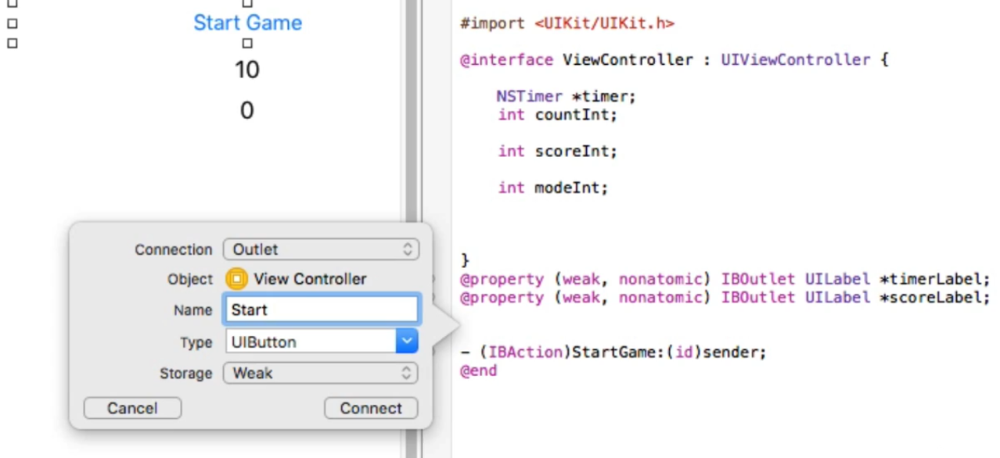 Start Game
10
0
Connection Outlet
Object View Controller
Name Start
Type UIButton
Storage Weak
Cancel Connect
#import <UIKit/UIKit.h>
@interface ViewController : UIViewController {
NSTimer *timer;
int countInt;
int scoreInt;
int modeInt;
}
@property (weak, nonatomic) IBOutlet UILabel *timerLabel;
@property (weak, nonatomic) IBOutlet UILabel *scoreLabel;
- (IBAction)StartGame:(id)sender;
@end